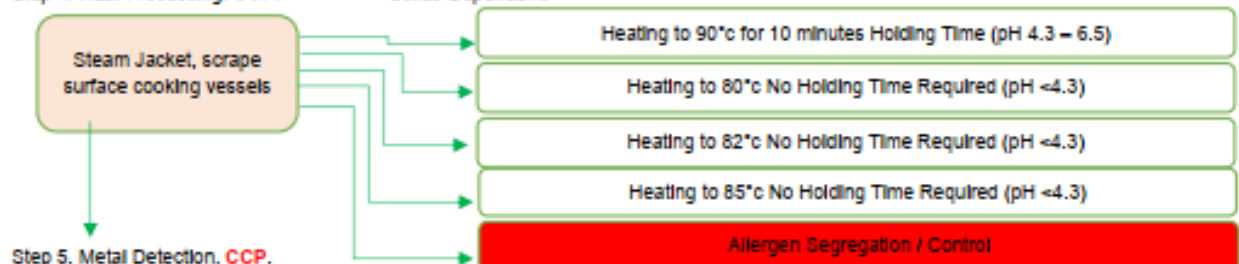 Heating to 90°c for 10 minutes Holding Time (pH 4.3 – 6.5)
Steam Jacket, scrape
surface cooking vessels
Heating to 80°c No Holding Time Required (pH <4.3)
Heating to 82°c No Holding Time Required (pH <4.3)
Heating to 85°c No Holding Time Required (pH <4.3)
Allergen Segregation / Control
Step 5. Metal Detection. CCP.